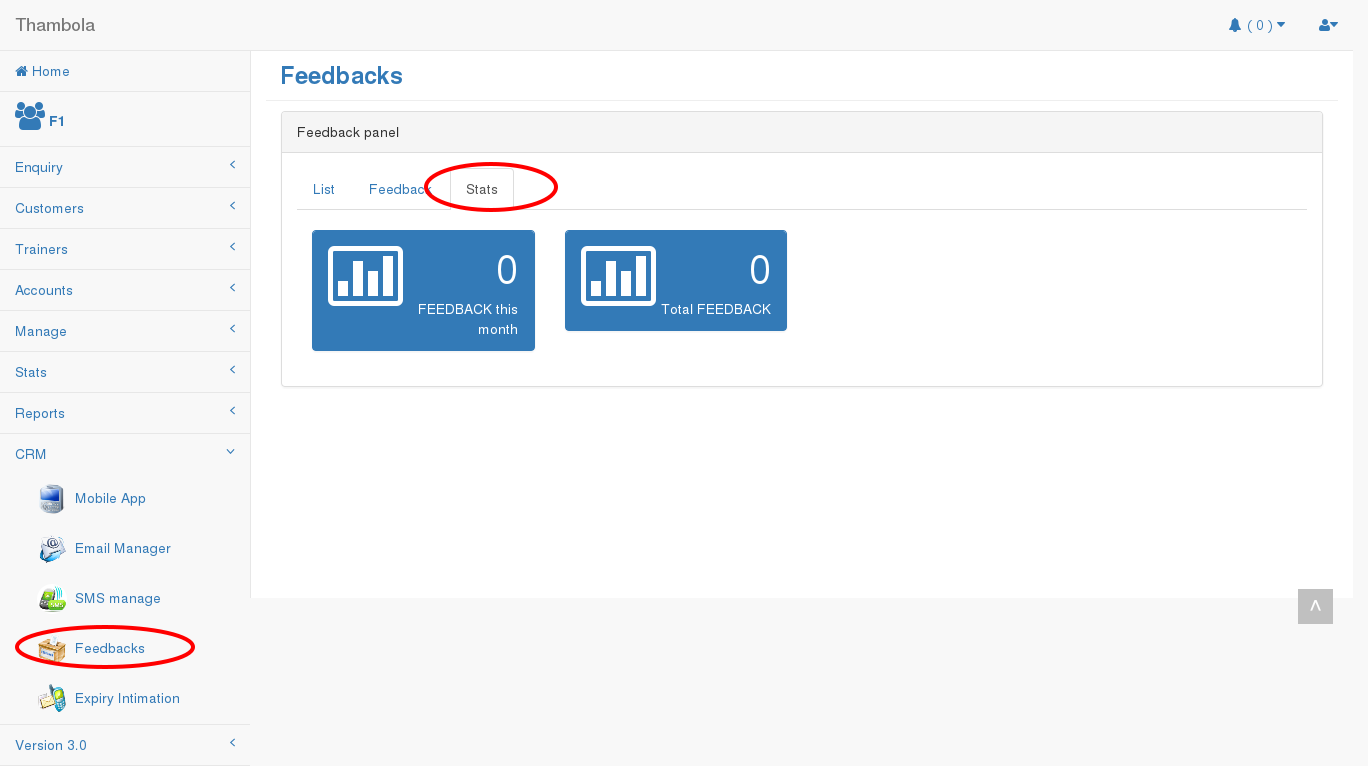 Thambola
( 0 )
Home
F1
Enquiry
Customers
Trainers
Accounts
Manage
Stats
Reports
CRM
Mobile App
Email Manager
SMS manage
Feedbacks
Expiry Intimation
Version 3.0
Feedbacks
Feedback panel
List Feedback Stats
0
FEEDBACK this
month
0
Total FEEDBACK